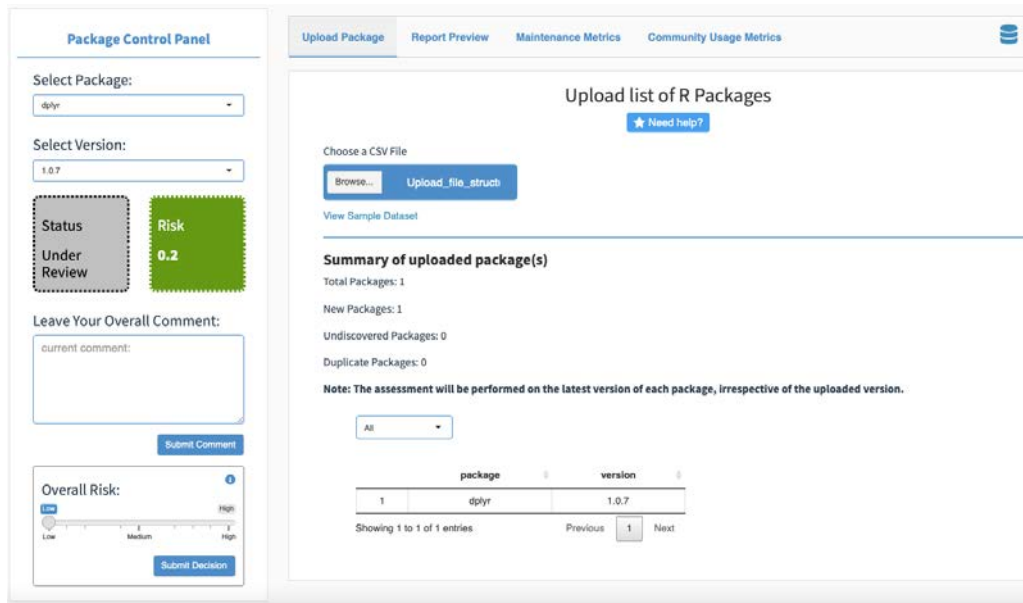 Package Control Panel
Select Package:
dplyr
Select Version:
1.0.7
Status
Under
Review
Risk
0.2
Leave Your Overall Comment:
current comment:
Submit Comment
Overall Risk:
Low
High
Low Medium High
Submit Decision
Upload Package Report Preview Maintenance Metrics Community Usage Metrics
Upload list of R Packages
Need help?
Choose a CSV File
Browse... Upload_file_struct
View Sample Dataset
Summary of uploaded package(s)
Total Packages: 1
New Packages: 1
Undiscovered Packages: 0
Duplicate Packages: 0
Note: The assessment will be performed on the latest version of each package, irrespective of the uploaded version.
All
package version
1 dplyr 1.0.7
Showing 1 to 1 of 1 entries Previous 1 Next